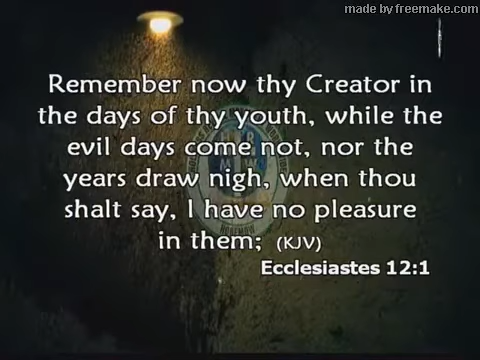 made by freemake.com
Remember now thy Creator in
the days of thy youth, while the
evil days come not, nor the
years draw nigh, when thou
shalt say, I have no pleasure
in them; (KJV)
Ecclesiastes 12:1